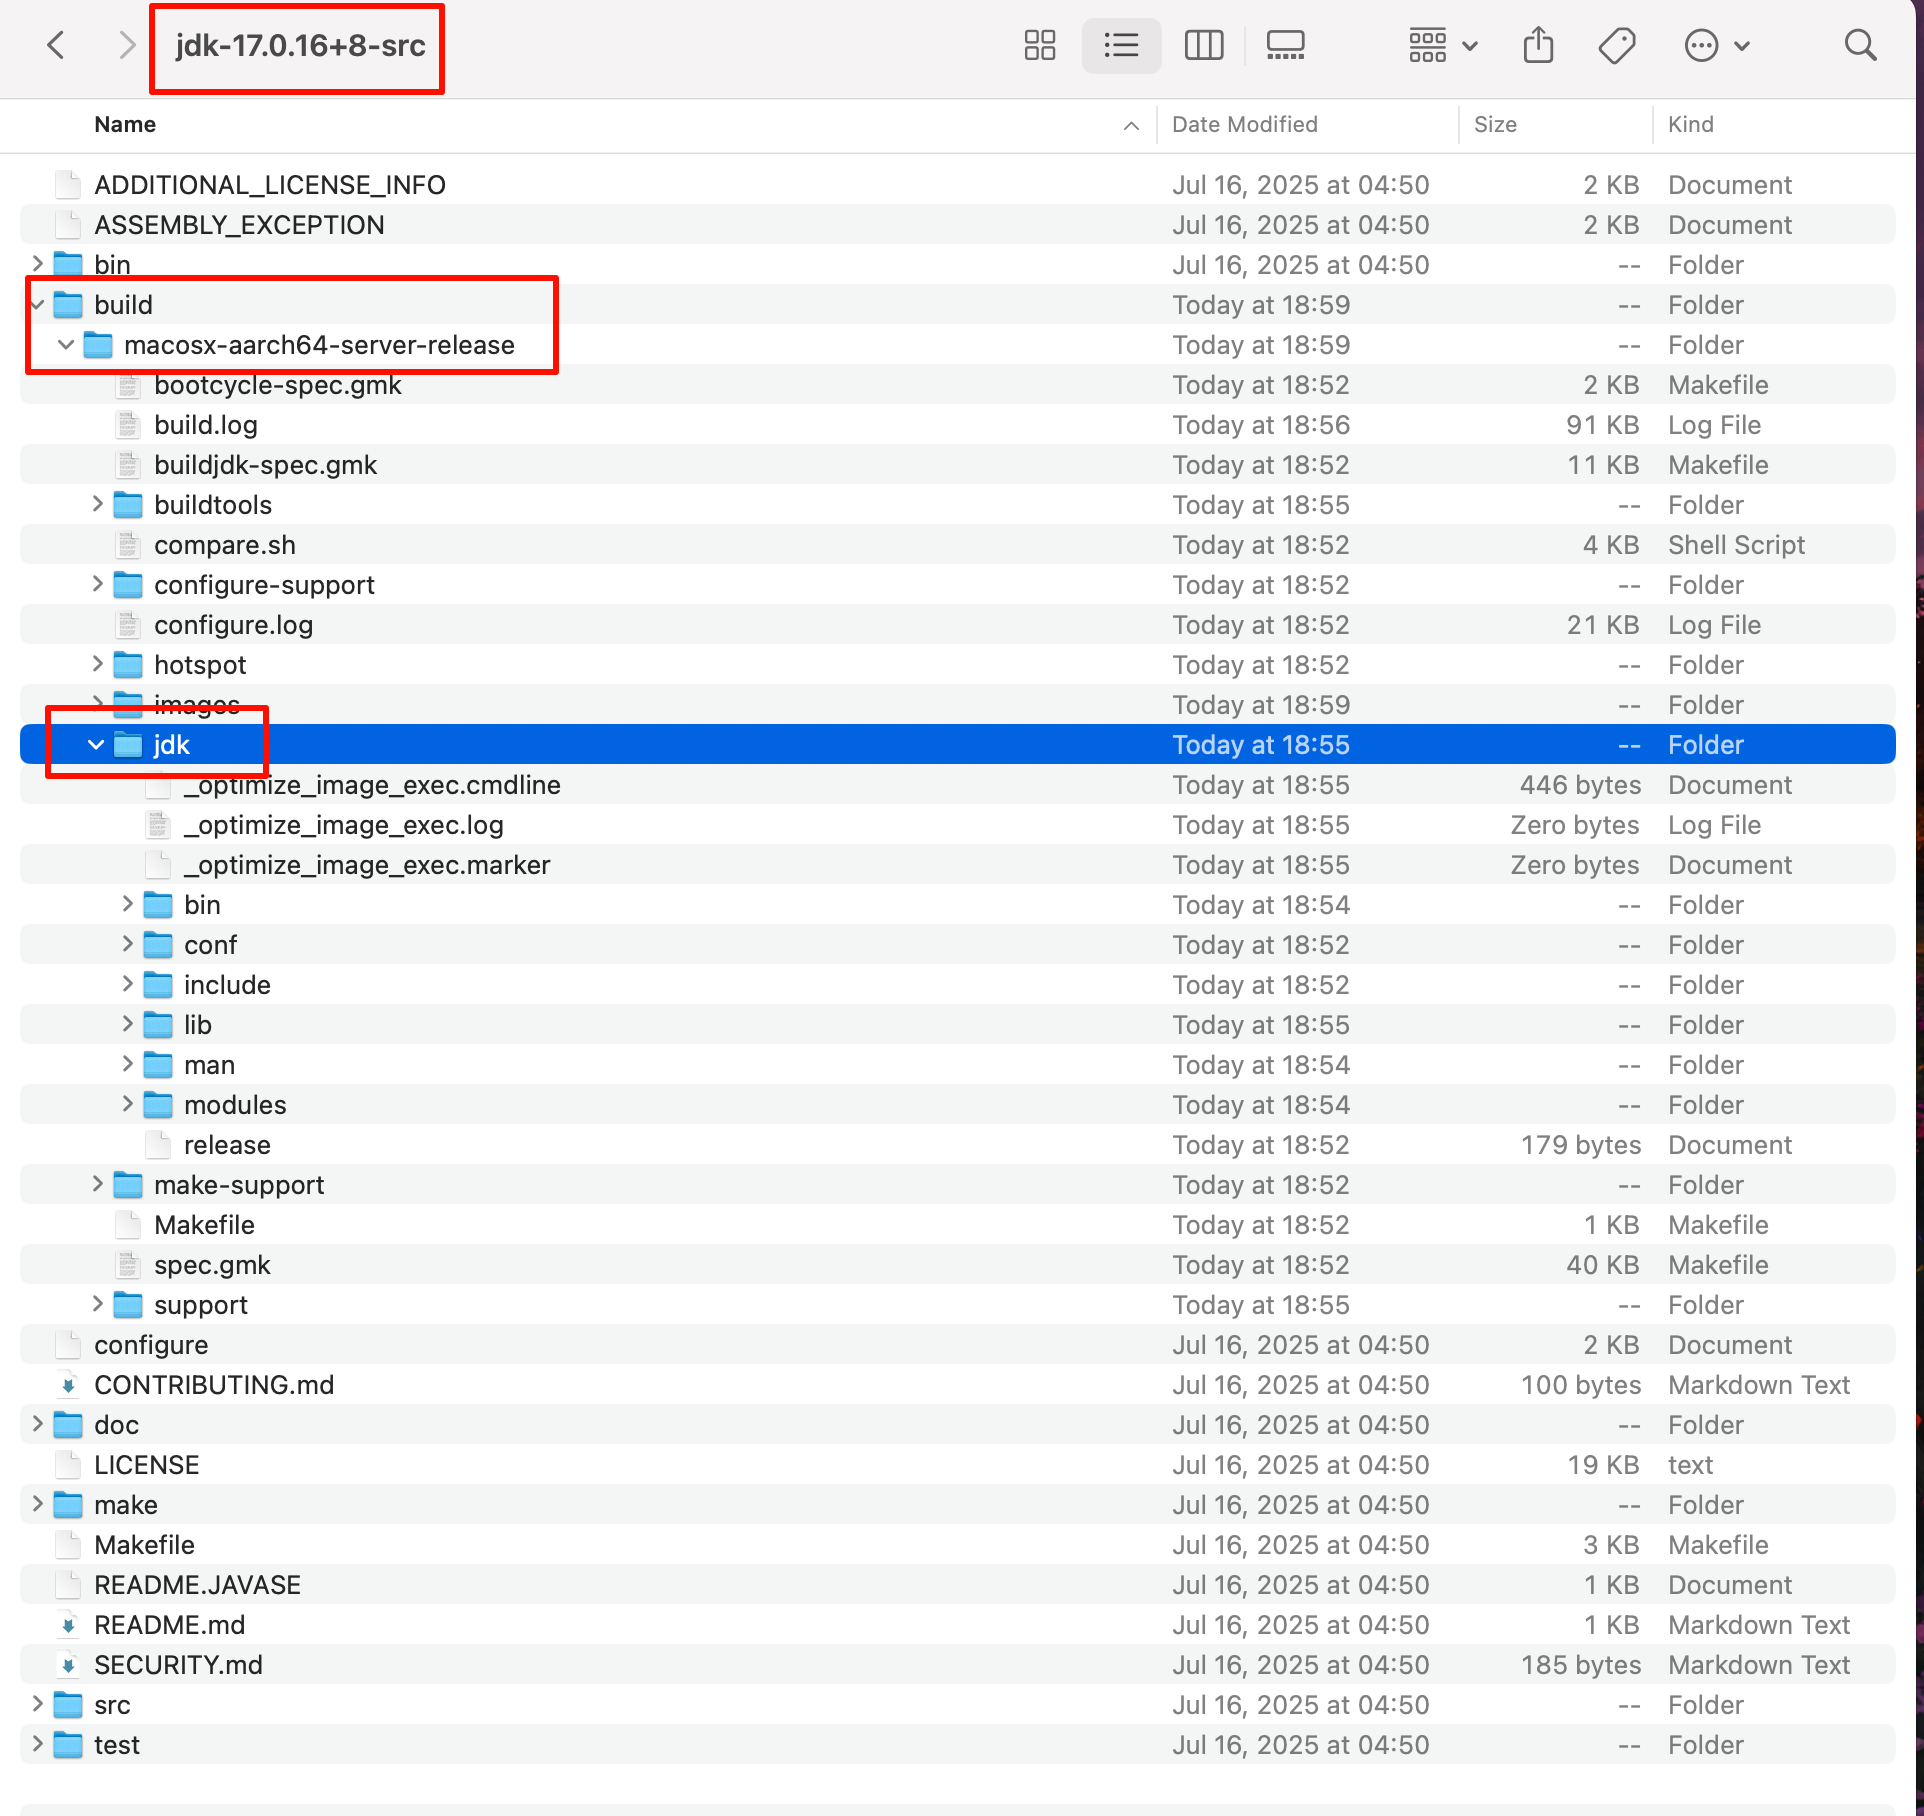 jdk-17.0.16+8-src
Name Date Modified Size Kind
ADDITIONAL_LICENSE_INFO Jul 16, 2025 at 04:50 2 KB Document
ASSEMBLY_EXCEPTION Jul 16, 2025 at 04:50 2 KB Document
bin Jul 16, 2025 at 04:50 -- Folder
build Today at 18:59 -- Folder
macosx-aarch64-server-release Today at 18:59 -- Folder
bootcycle-spec.gmk Today at 18:52 2 KB Makefile
build.log Today at 18:56 91 KB Log File
buildjdk-spec.gmk Today at 18:52 11 KB Makefile
buildtools Today at 18:55 -- Folder
compare.sh Today at 18:52 4 KB Shell Script
configure-support Today at 18:52 -- Folder
configure.log Today at 18:52 21 KB Log File
hotspot Today at 18:52 -- Folder
images Today at 18:59 -- Folder
jdk Today at 18:55 -- Folder
_optimize_image_exec.cmdline Today at 18:55 446 bytes Document
_optimize_image_exec.log Today at 18:55 Zero bytes Log File
_optimize_image_exec.marker Today at 18:55 Zero bytes Document
bin Today at 18:54 -- Folder
conf Today at 18:52 -- Folder
include Today at 18:52 -- Folder
lib Today at 18:55 -- Folder
man Today at 18:54 -- Folder
modules Today at 18:54 -- Folder
release Today at 18:52 179 bytes Document
make-support Today at 18:52 -- Folder
Makefile Today at 18:52 1 KB Makefile
spec.gmk Today at 18:52 40 KB Makefile
support Today at 18:55 -- Folder
configure Jul 16, 2025 at 04:50 2 KB Document
CONTRIBUTING.md Jul 16, 2025 at 04:50 100 bytes Markdown Text
doc Jul 16, 2025 at 04:50 -- Folder
LICENSE Jul 16, 2025 at 04:50 19 KB text
make Jul 16, 2025 at 04:50 -- Folder
Makefile Jul 16, 2025 at 04:50 3 KB Makefile
README.JAVASE Jul 16, 2025 at 04:50 1 KB Document
README.md Jul 16, 2025 at 04:50 1 KB Markdown Text
SECURITY.md Jul 16, 2025 at 04:50 185 bytes Markdown Text
src Jul 16, 2025 at 04:50 -- Folder
test Jul 16, 2025 at 04:50 -- Folder